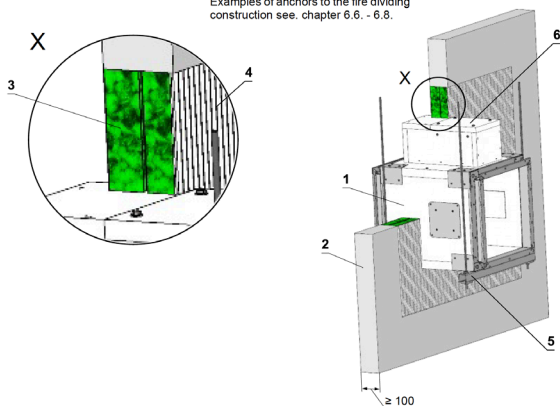 Examples of anchors to the fire dividing
construction see. chapter 6.6. - 6.8.
X
3
4
6
X
1
2
5
≥ 100